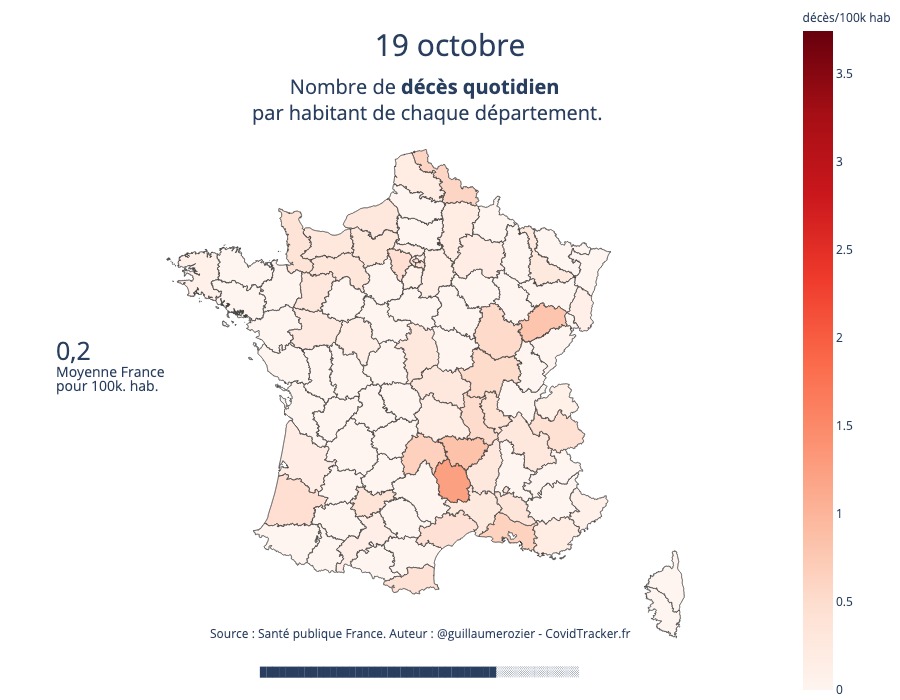 décès/100k hab
19 octobre
Nombre de décès quotidien
par habitant de chaque département.
3.5
3
2.5
2
1.5
1
0.5
0
0,2
Moyenne France
pour 100k. hab.
Source : Santé publique France. Auteur : @guillaumerozier - CovidTracker.fr